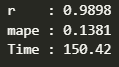 r    : 0.9898
mape : 0.1381
Time : 150.42